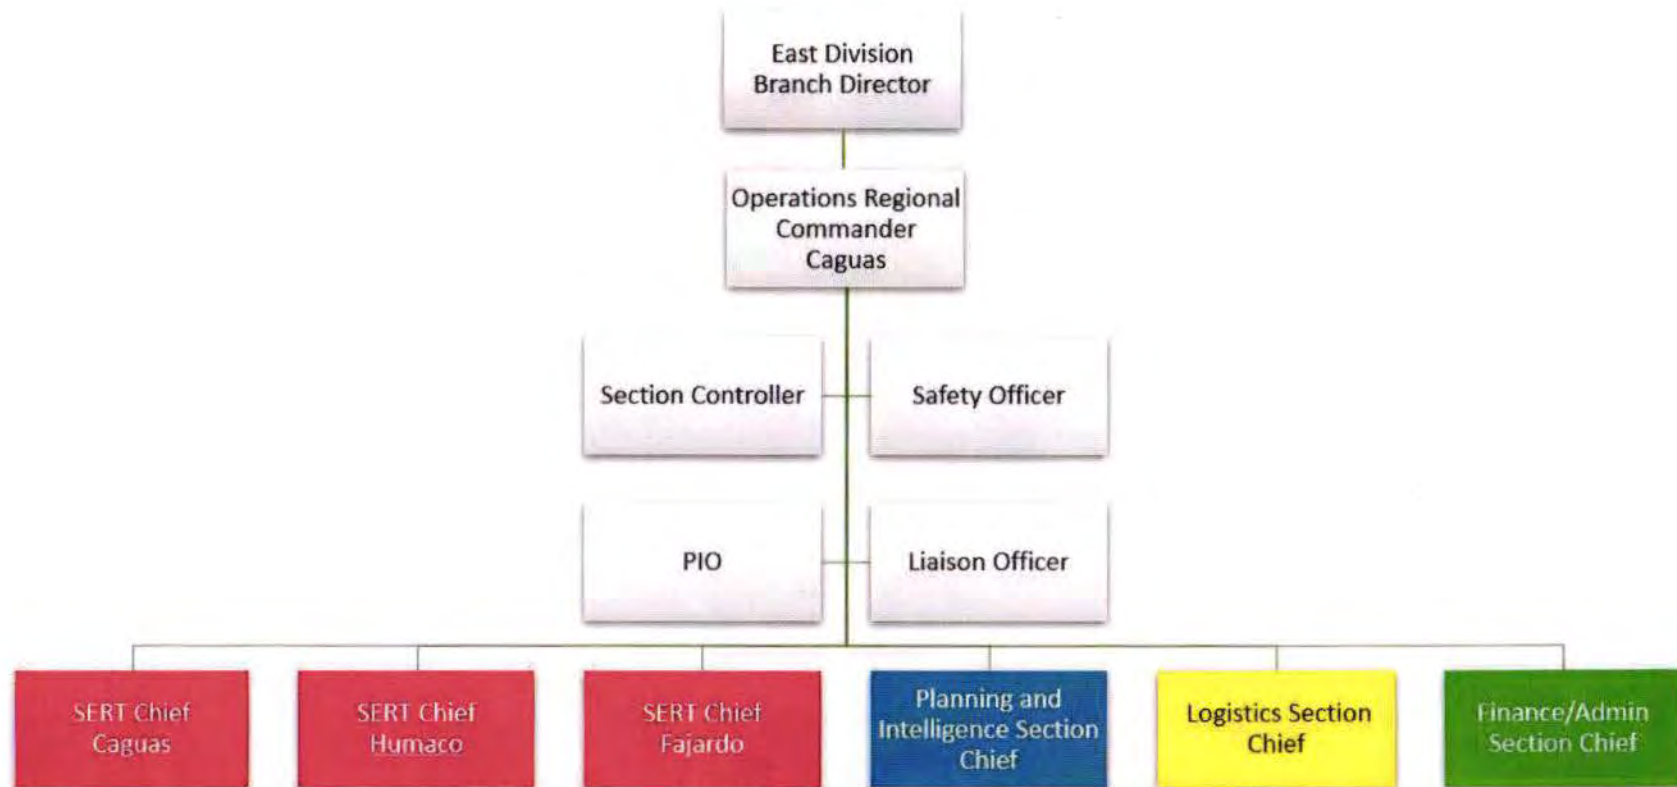 East Division
Branch Director
Operations Regional
Commander
Caguas
Section Controller
Safety Officer
PIO
Liaison Officer
SERT Chief
Caguas
SERT Chief
Humaco
SERT Chief
Fajardo
Planning and
Intelligence Section
Chief
Logistics Section
Chief
Finance/Admin
Section Chief